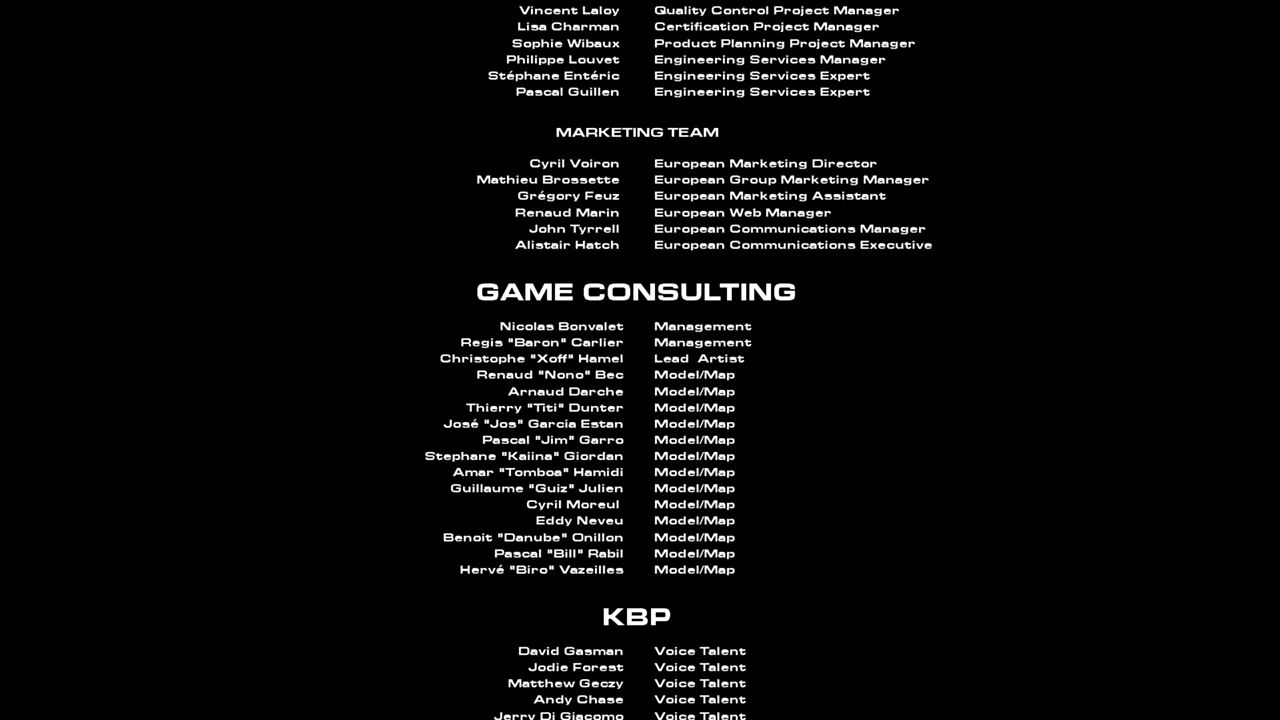 Vincent Laloy Quality Control Project Manager
Lisa Charman Certification Project Manager
Sophie Wibaux Product Planning Project Manager
Philippe Louvet Engineering Services Manager
Stéphane Entéric Engineering Services Expert
Pascal Guillen Engineering Services Expert
MARKETING TEAM
Cyril Voiron European Marketing Director
Mathieu Brossette European Group Marketing Manager
Grégory Feuz European Marketing Assistant
Renaud Marin European Web Manager
John Tyrrell European Communications Manager
Alistair Hatch European Communications Executive
GAME CONSULTING
Nicolas Bonvalet Management
Regis "Baron" Carlier Management
Christophe "Xoff" Hamel Lead Artist
Renaud "Nono" Bec Model/Map
Arnaud Darche Model/Map
Thierry "Titi" Dunter Model/Map
José "Jos" Garcia Estan Model/Map
Pascal "Jim" Garro Model/Map
Stephane "Kaiina" Giordan Model/Map
Amar "Tomboa" Hamidi Model/Map
Guillaume "Guiz" Julien Model/Map
Cyril Moreul Model/Map
Eddy Neveu Model/Map
Benoit "Danube" Onillon Model/Map
Pascal "Bill" Rabil Model/Map
Hervé "Biro" Vazeilles Model/Map
KBP
David Gasman Voice Talent
Jodie Forest Voice Talent
Matthew Geczy Voice Talent
Andy Chase Voice Talent
Jerry Di Giacomo Voice Talent